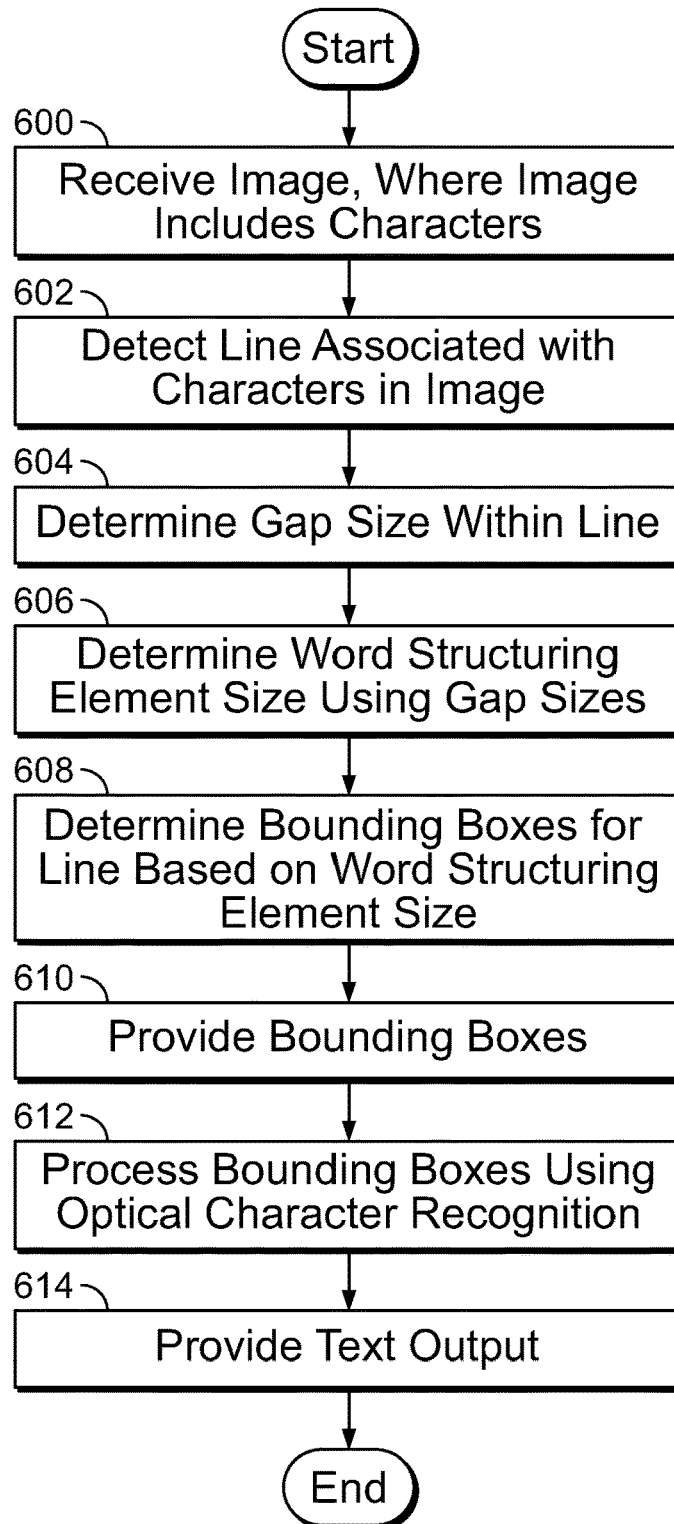 Start
600
Receive Image, Where Image
Includes Characters
602
Detect Line Associated with
Characters in Image
604
Determine Gap Size Within Line
606
Determine Word Structuring
Element Size Using Gap Sizes
608
Determine Bounding Boxes for
Line Based on Word Structuring
Element Size
610
Provide Bounding Boxes
612
Process Bounding Boxes Using
Optical Character Recognition
614
Provide Text Output
End